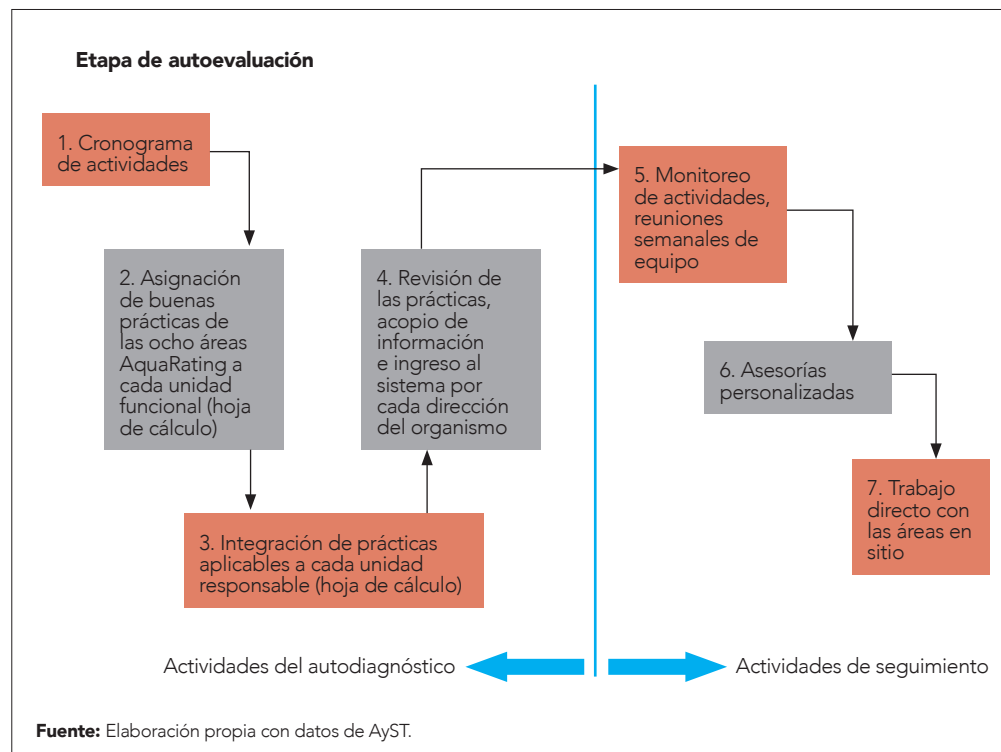 Etapa de autoevaluación
1. Cronograma
de actividades
2. Asignación
de buenas
prácticas de
las ocho áreas
AquaRating a
cada unidad
funcional (hoja
de cálculo)
3. Integración de prácticas
aplicables a cada unidad
responsable (hoja de cálculo)
4. Revisión de
las prácticas,
acopio de
información
e ingreso al
sistema por
cada dirección
del organismo
5. Monitoreo
de actividades,
reuniones
semanales de
equipo
6. Asesorías
personalizadas
7. Trabajo
directo con
las áreas en
sitio
Actividades del autodiagnóstico
Actividades de seguimiento
Fuente: Elaboración propia con datos de AyST.